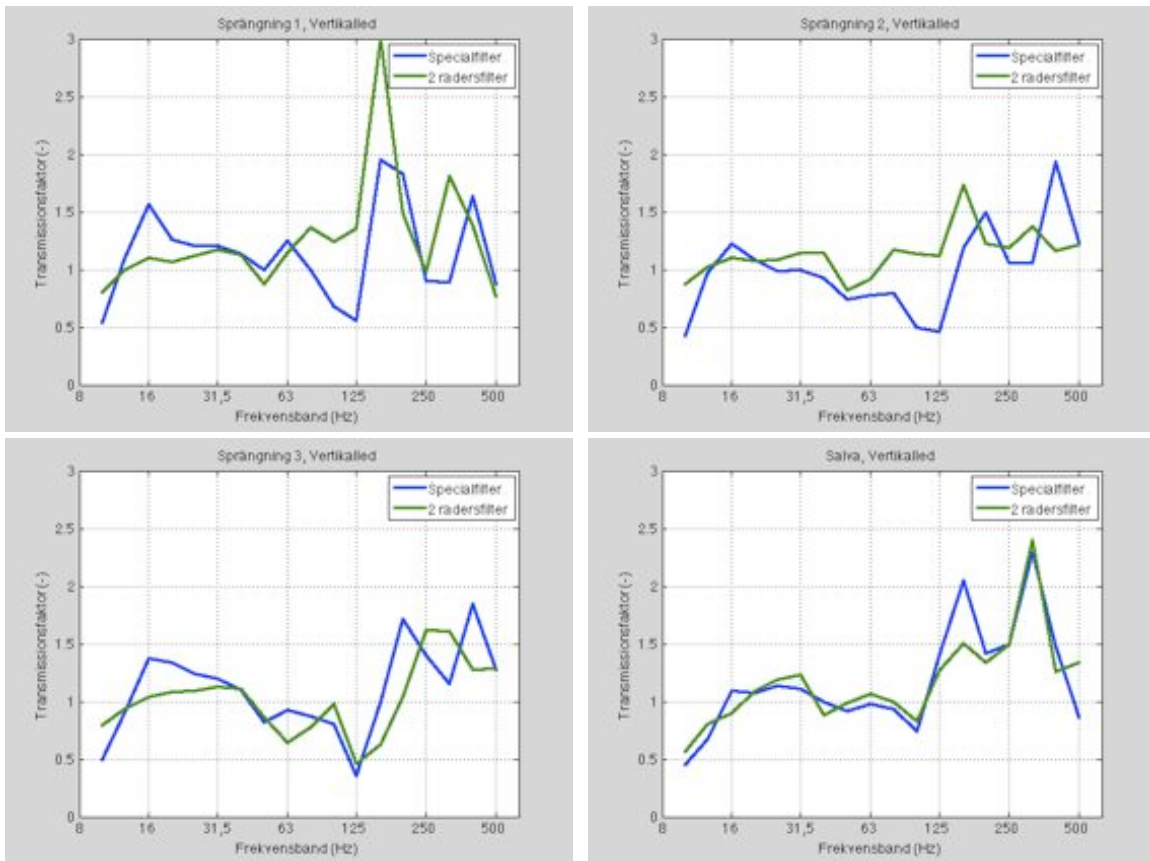 Sprängning 1, Vertikalled
Specialfilter
2 radersfilter
Transmissionsfaktor (-)
3
2.5
2
1.5
1
0.5
0
8 16 31,5 63 125 250 500
Frekvensband (Hz)
Sprängning 2, Vertikalled
Specialfilter
2 radersfilter
Transmissionsfaktor (-)
3
2.5
2
1.5
1
0.5
0
8 16 31,5 63 125 250 500
Frekvensband (Hz)
Sprängning 3, Vertikalled
Specialfilter
2 radersfilter
Transmissionsfaktor (-)
3
2.5
2
1.5
1
0.5
0
8 16 31,5 63 125 250 500
Frekvensband (Hz)
Salva, Vertikalled
Specialfilter
2 radersfilter
Transmissionsfaktor (-)
3
2.5
2
1.5
1
0.5
0
8 16 31,5 63 125 250 500
Frekvensband (Hz)